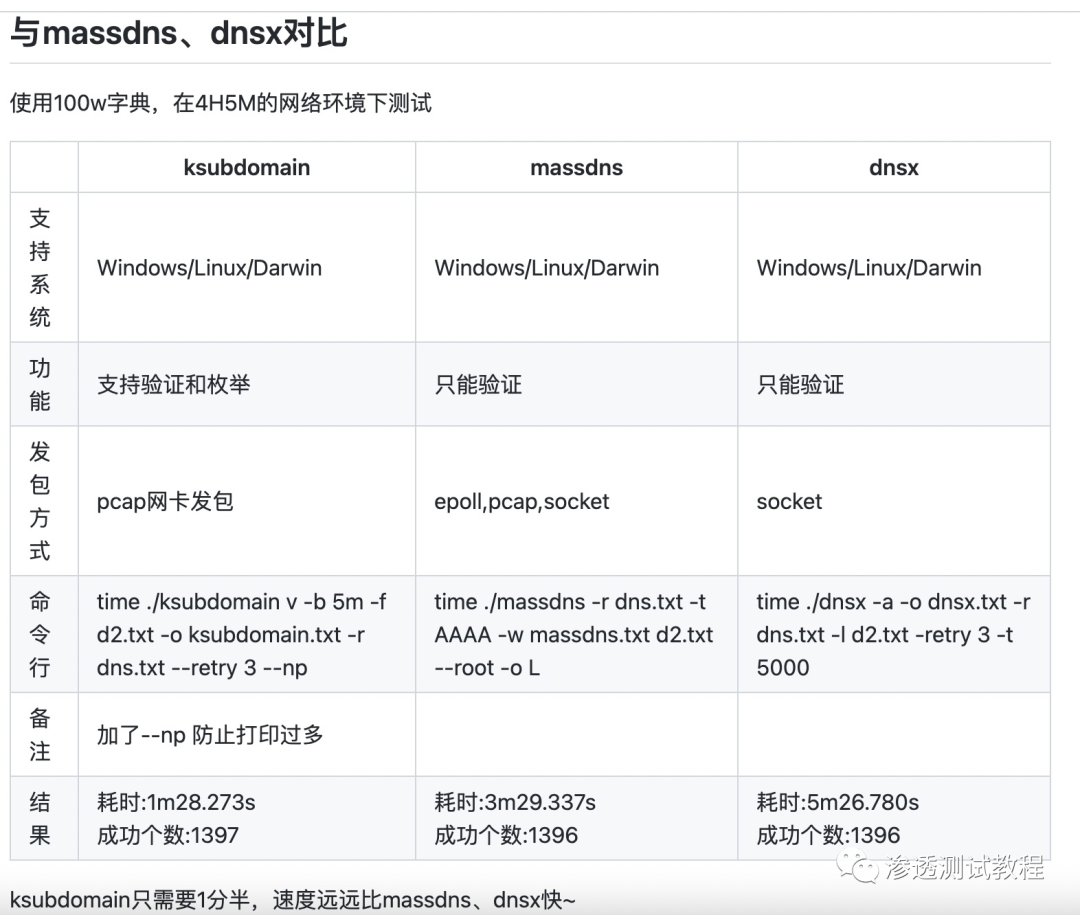 与massdns、dnsx对比
使用100w字典，在4H5M的网络环境下测试
ksubdomain massdns dnsx
支持系统 Windows/Linux/Darwin Windows/Linux/Darwin Windows/Linux/Darwin
功能 支持验证和枚举 只能验证 只能验证
发包方式 pcap网卡发包 epoll,pcap,socket socket
命令行
time ./ksubdomain v -b 5m -f
d2.txt -o ksubdomain.txt -r
dns.txt --retry 3 --np
time ./massdns -r dns.txt -t
AAAA -w massdns.txt d2.txt
--root -o L
time ./dnsx -a -o dnsx.txt -r
dns.txt -l d2.txt -retry 3 -t
5000
备注 加了--np 防止打印过多
结果
耗时:1m28.273s
成功个数:1397
耗时:3m29.337s
成功个数:1396
耗时:5m26.780s
成功个数:1396
渗透测试教程
ksubdomain只需要1分半，速度远远比massdns、dnsx快~